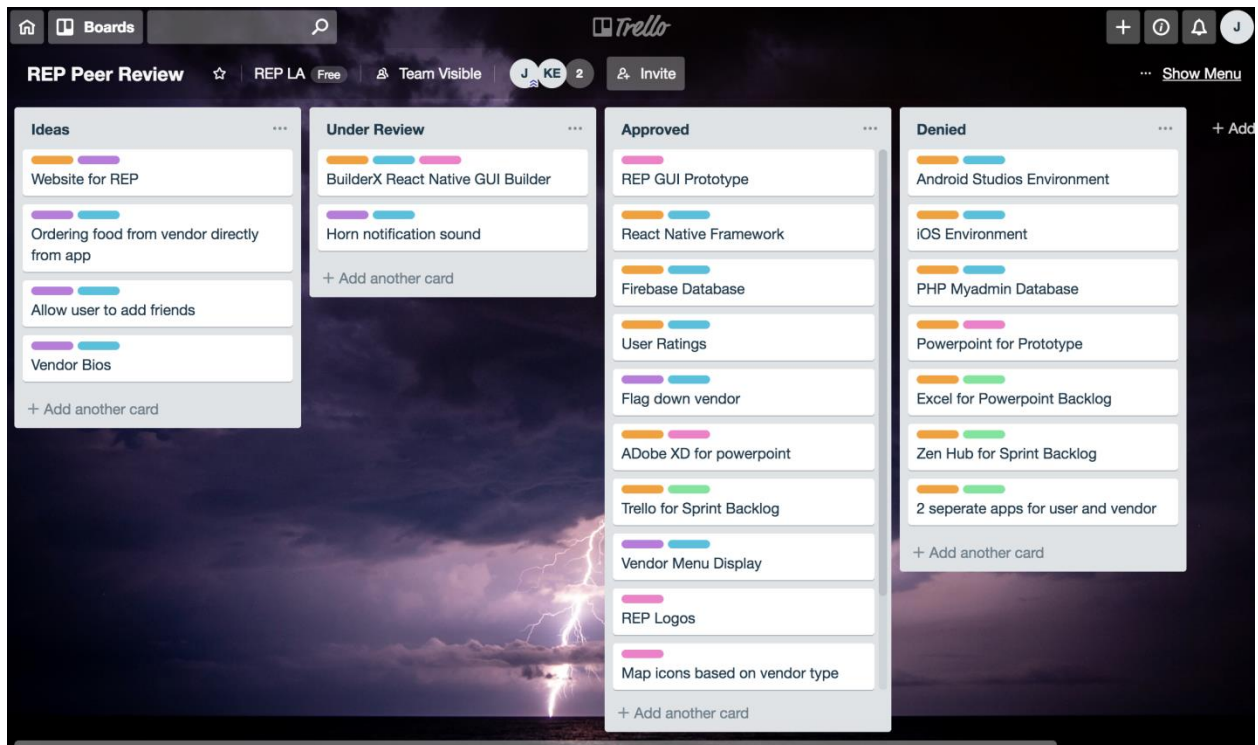 Boards
Trello
J
REP Peer Review
REP LA Free
Team Visible
J KE 2
Invite
... Show Menu
Ideas
Website for REP
Ordering food from vendor directly
from app
Allow user to add friends
Vendor Bios
+ Add another card
Under Review
BuilderX React Native GUI Builder
Horn notification sound
+ Add another card
Approved
REP GUI Prototype
React Native Framework
Firebase Database
User Ratings
Flag down vendor
ADobe XD for powerpoint
Trello for Sprint Backlog
Vendor Menu Display
REP Logos
Map icons based on vendor type
+ Add another card
Denied
Android Studios Environment
iOS Environment
PHP Myadmin Database
Powerpoint for Prototype
Excel for Powerpoint Backlog
Zen Hub for Sprint Backlog
2 seperate apps for user and vendor
+ Add another card
+ Add